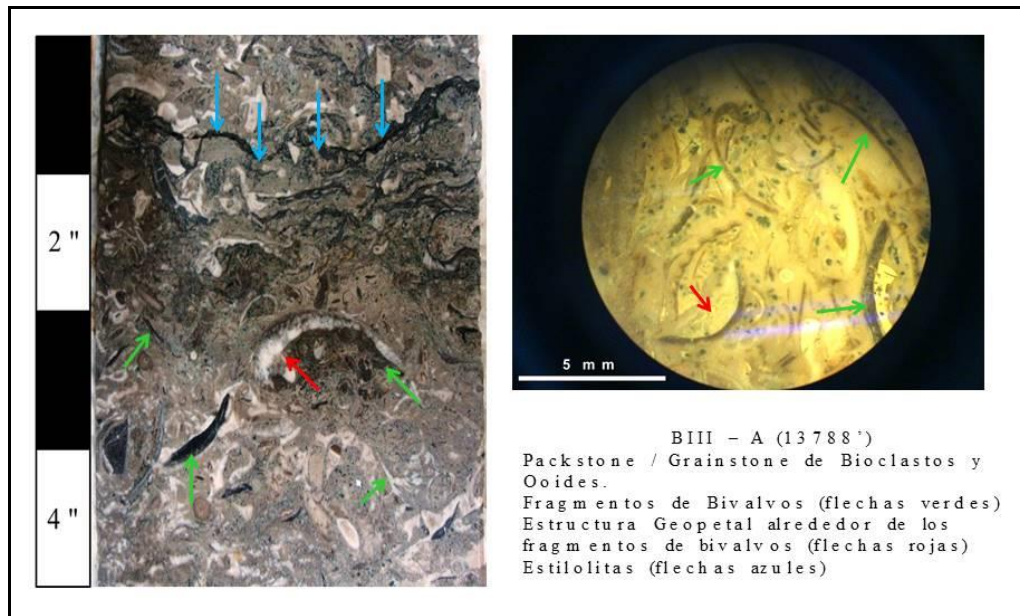 2 "
4 "
5 mm
BIII – A (13788’)
Packstone / Grainstone de Bioclastos y
Ooides.
Fragmentos de Bivalvos (flechas verdes)
Estructura Geopetal alrededor de los
fragmentos de bivalvos (flechas rojas)
Estilolitas (flechas azules)